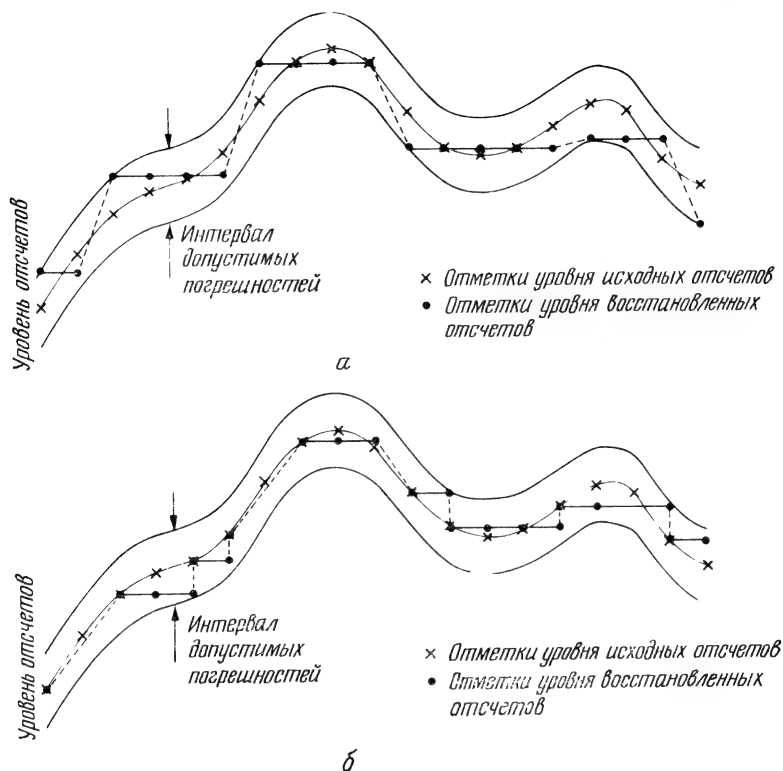 Уровень отсчетов
Интервал
допустимых
погрешностей
× Отметки уровня исходных отсчетов
• Отметки уровня восстановленных
отсчетов
а
Уровень отсчетов
Интервал
допустимых
погрешностей
× Отметки уровня исходных отсчетов
• Отметки уровня восстановленных
отсчетов
б